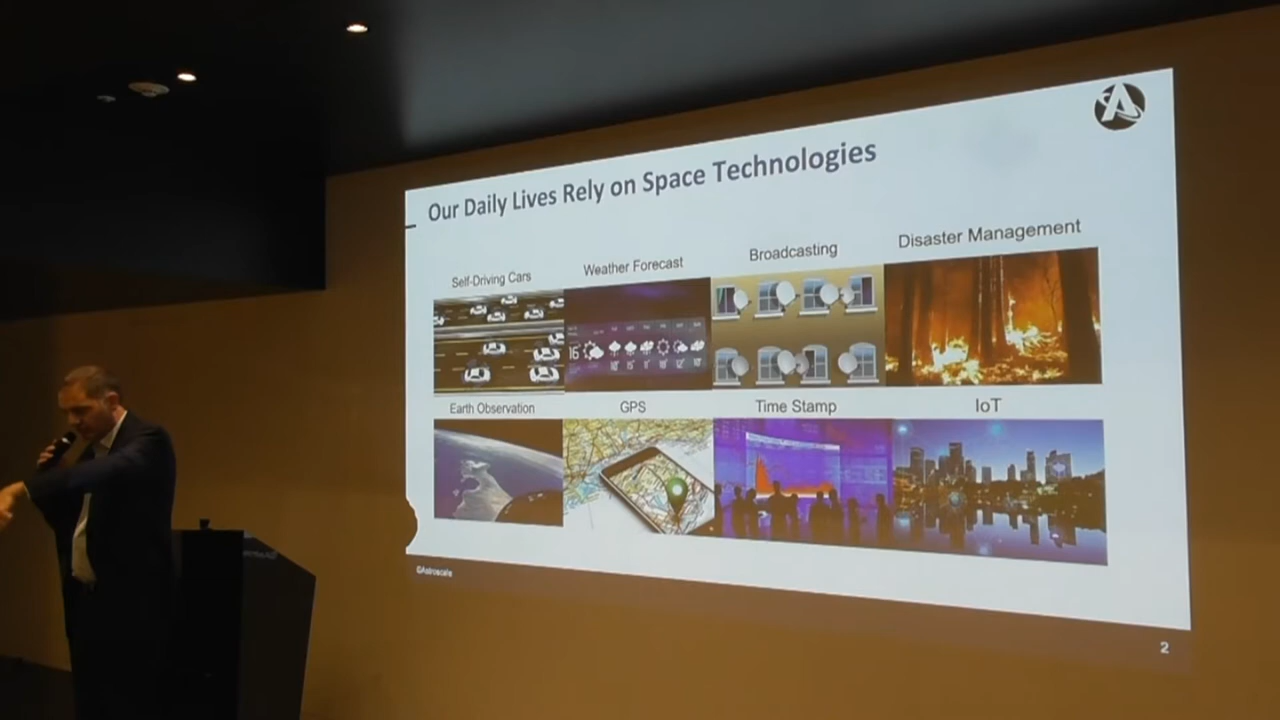 Our Daily Lives Rely on Space Technologies
Self-Driving Cars
Weather Forecast
Broadcasting
Disaster Management
Earth Observation
GPS
Time Stamp
IoT
©Astroscale
2